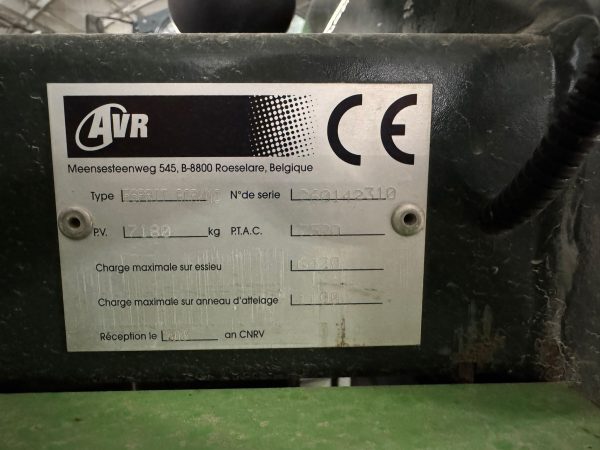 AVR CE
Meensesteenweg 545, B-8800 Roeselare, Belgique
Type N°de serie
P.V. 7180 kg P.T.A.C.
Charge maximale sur essieu
Charge maximale sur anneau d'attelage
Réception le an CNRV